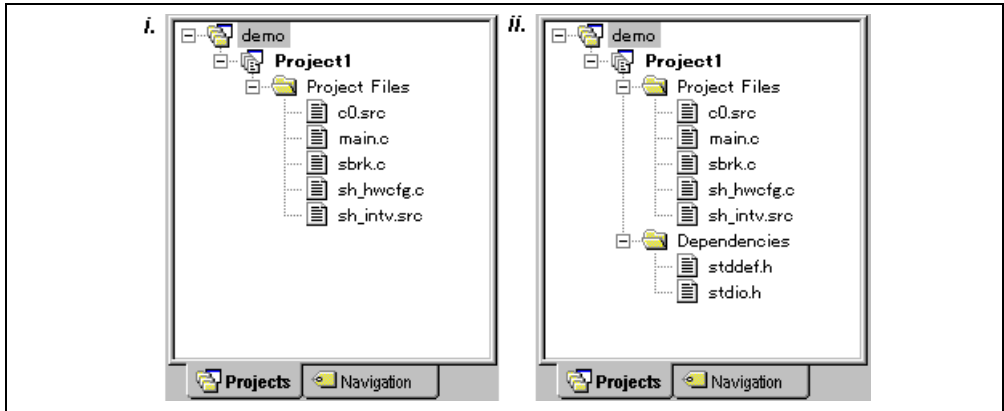 i.
demo
Project1
Project Files
c0.src
main.c
sbrk.c
sh_hwcfg.c
sh_intv.src
Projects
Navigation
ii.
demo
Project1
Project Files
c0.src
main.c
sbrk.c
sh_hwcfg.c
sh_intv.src
Dependencies
stddef.h
stdio.h
Projects
Navigation